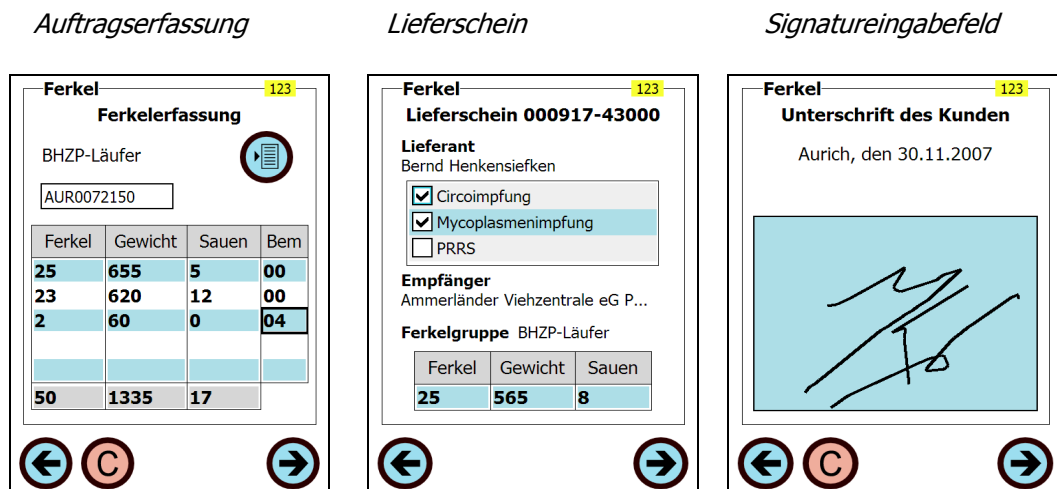 Auftragserfassung
Ferkel 123
Ferkelerfassung
BHZP-Läufer
AUR0072150
Ferkel Gewicht Sauen Bem
25 655 5 00
23 620 12 00
2 60 0 04
50 1335 17
C
Lieferschein
Ferkel 123
Lieferschein 000917-43000
Lieferant
Bernd Henkensiefken
Circoimpfung
Mycoplasmenimpfung
PRRS
Empfänger
Ammerländer Viehzentrale eG P...
Ferkelgruppe BHZP-Läufer
Ferkel Gewicht Sauen
25 565 8
Signatureingabefeld
Ferkel 123
Unterschrift des Kunden
Aurich, den 30.11.2007
C